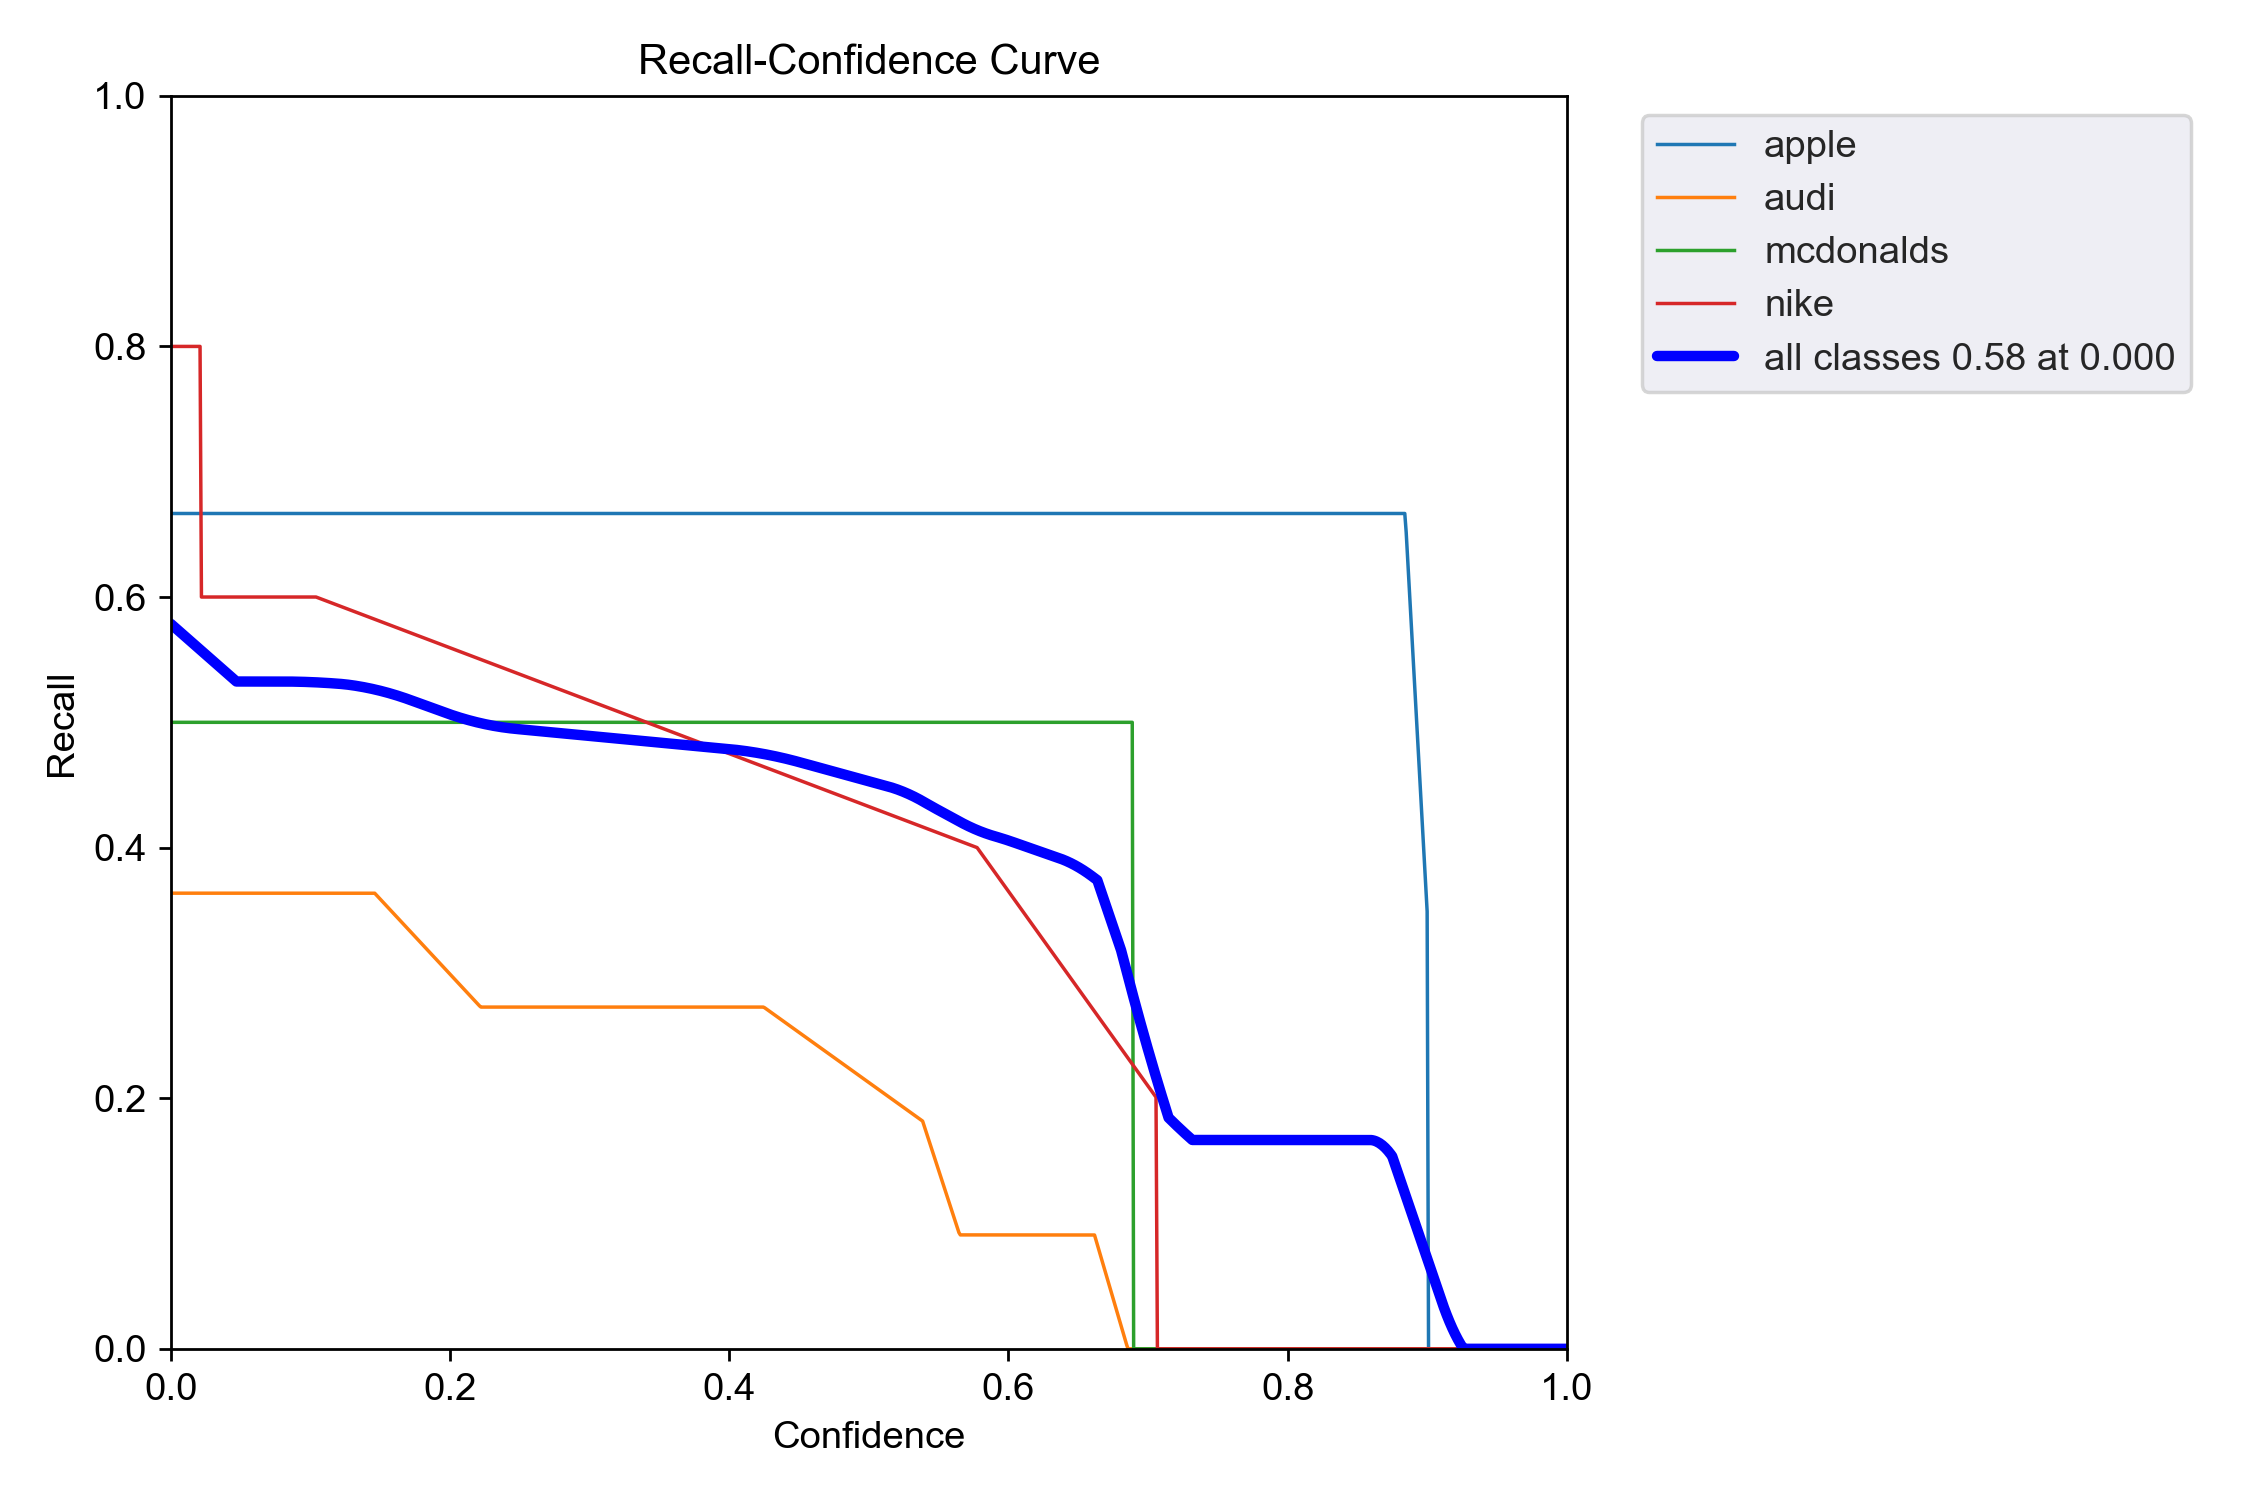 Recall-Confidence Curve
1.0
0.8
0.6
0.4
0.2
0.0
Recall
0.0 0.2 0.4 0.6 0.8 1.0
Confidence
apple
audi
mcdonalds
nike
all classes 0.58 at 0.000